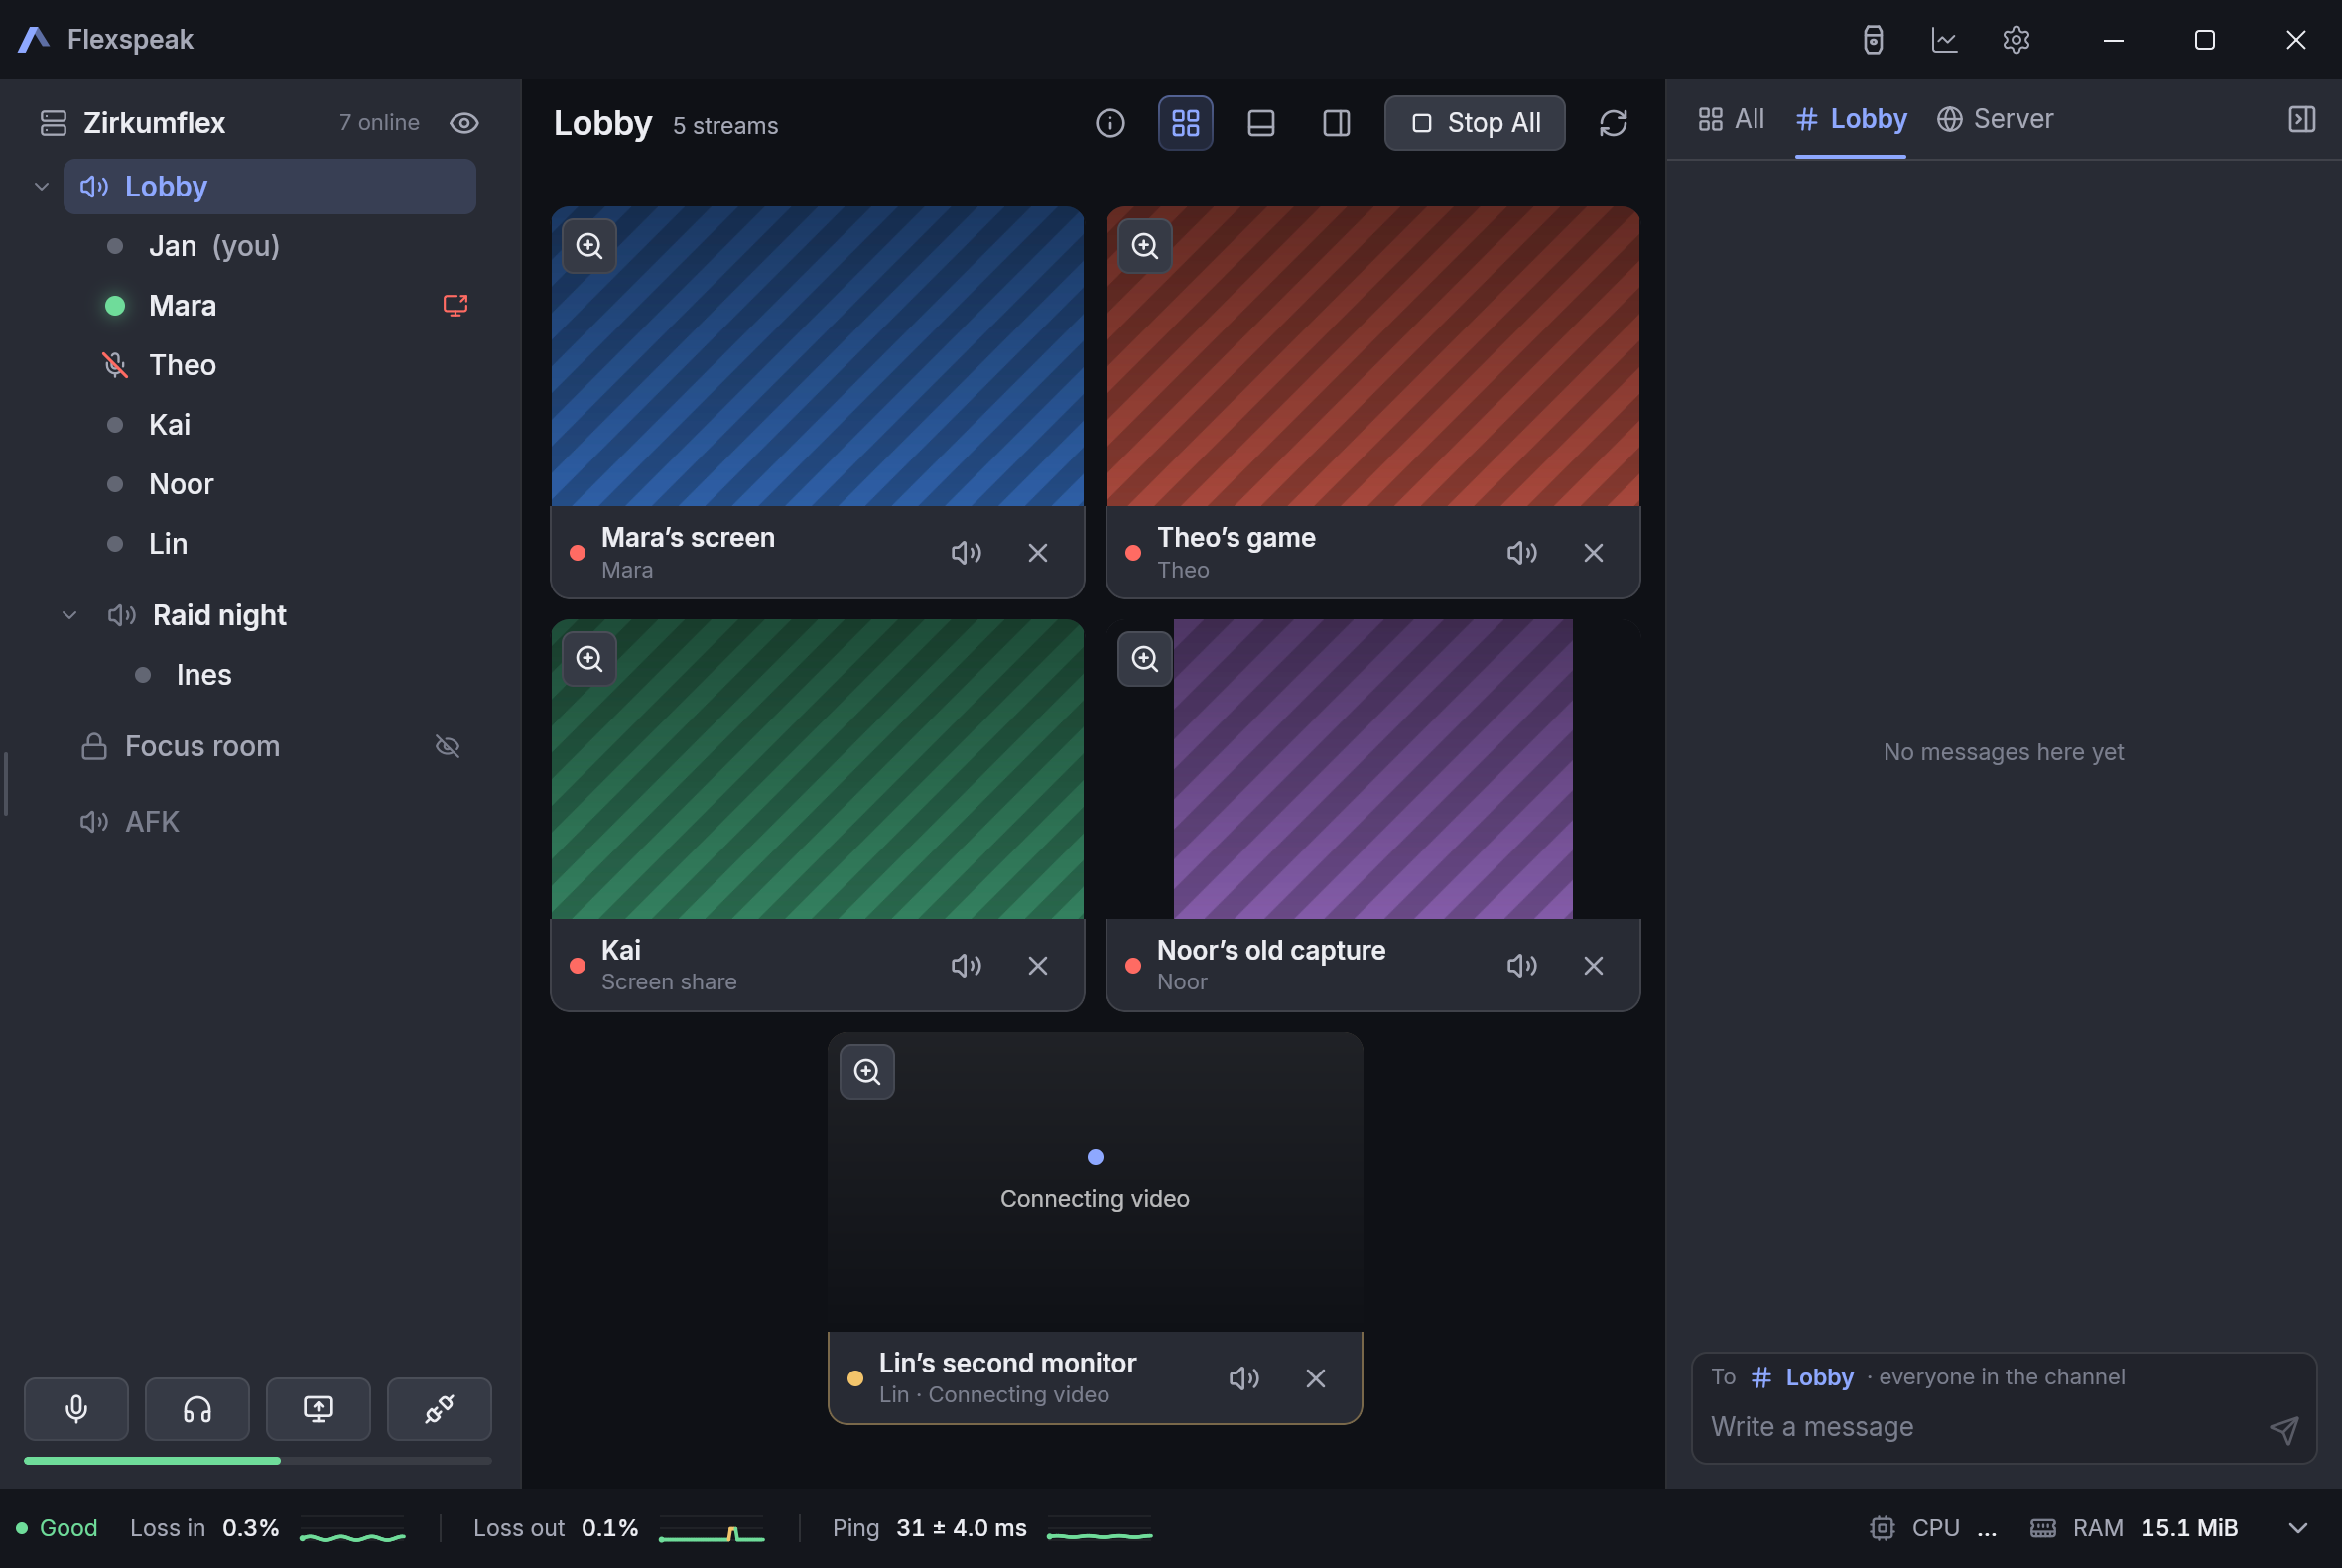 Flexspeak
Zirkumflex 7 online
Lobby
Jan (you)
Mara
Theo
Kai
Noor
Lin
Raid night
Ines
Focus room
AFK
Lobby 5 streams
Stop All
Mara’s screen
Mara
Theo’s game
Theo
Kai
Screen share
Noor’s old capture
Noor
Connecting video
Lin’s second monitor
Lin · Connecting video
All # Lobby Server
No messages here yet
To # Lobby · everyone in the channel
Write a message
Good Loss in 0.3% Loss out 0.1% Ping 31 ± 4.0 ms CPU ... RAM 15.1 MiB